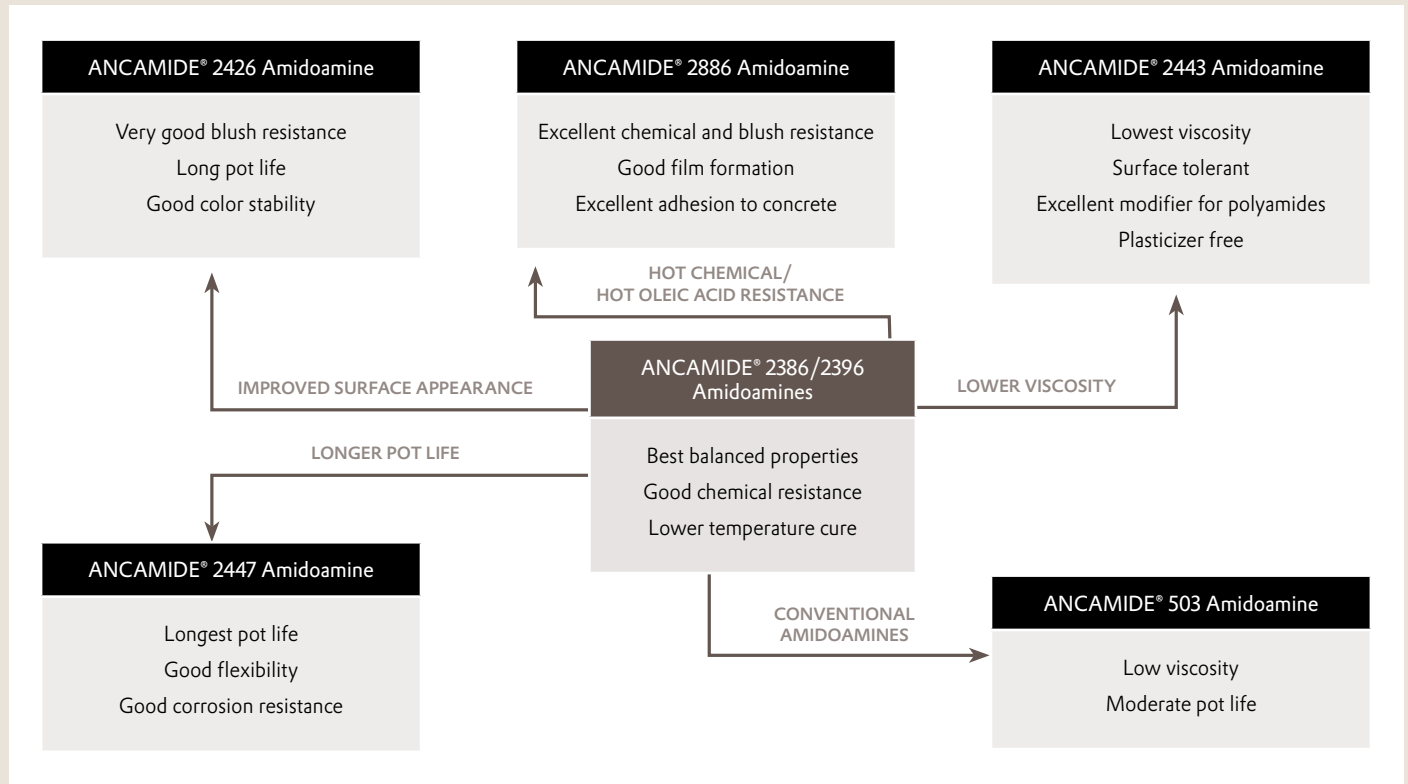 ANCAMIDE® 2426 Amidoamine
Very good blush resistance
Long pot life
Good color stability
ANCAMIDE® 2886 Amidoamine
Excellent chemical and blush resistance
Good film formation
Excellent adhesion to concrete
ANCAMIDE® 2443 Amidoamine
Lowest viscosity
Surface tolerant
Excellent modifier for polyamides
Plasticizer free
HOT CHEMICAL/
HOT OLEIC ACID RESISTANCE
IMPROVED SURFACE APPEARANCE
ANCAMIDE® 2386/2396
Amidoamines
LOWER VISCOSITY
Best balanced properties
Good chemical resistance
Lower temperature cure
LONGER POT LIFE
ANCAMIDE® 2447 Amidoamine
Longest pot life
Good flexibility
Good corrosion resistance
CONVENTIONAL
AMIDOAMINES
ANCAMIDE® 503 Amidoamine
Low viscosity
Moderate pot life